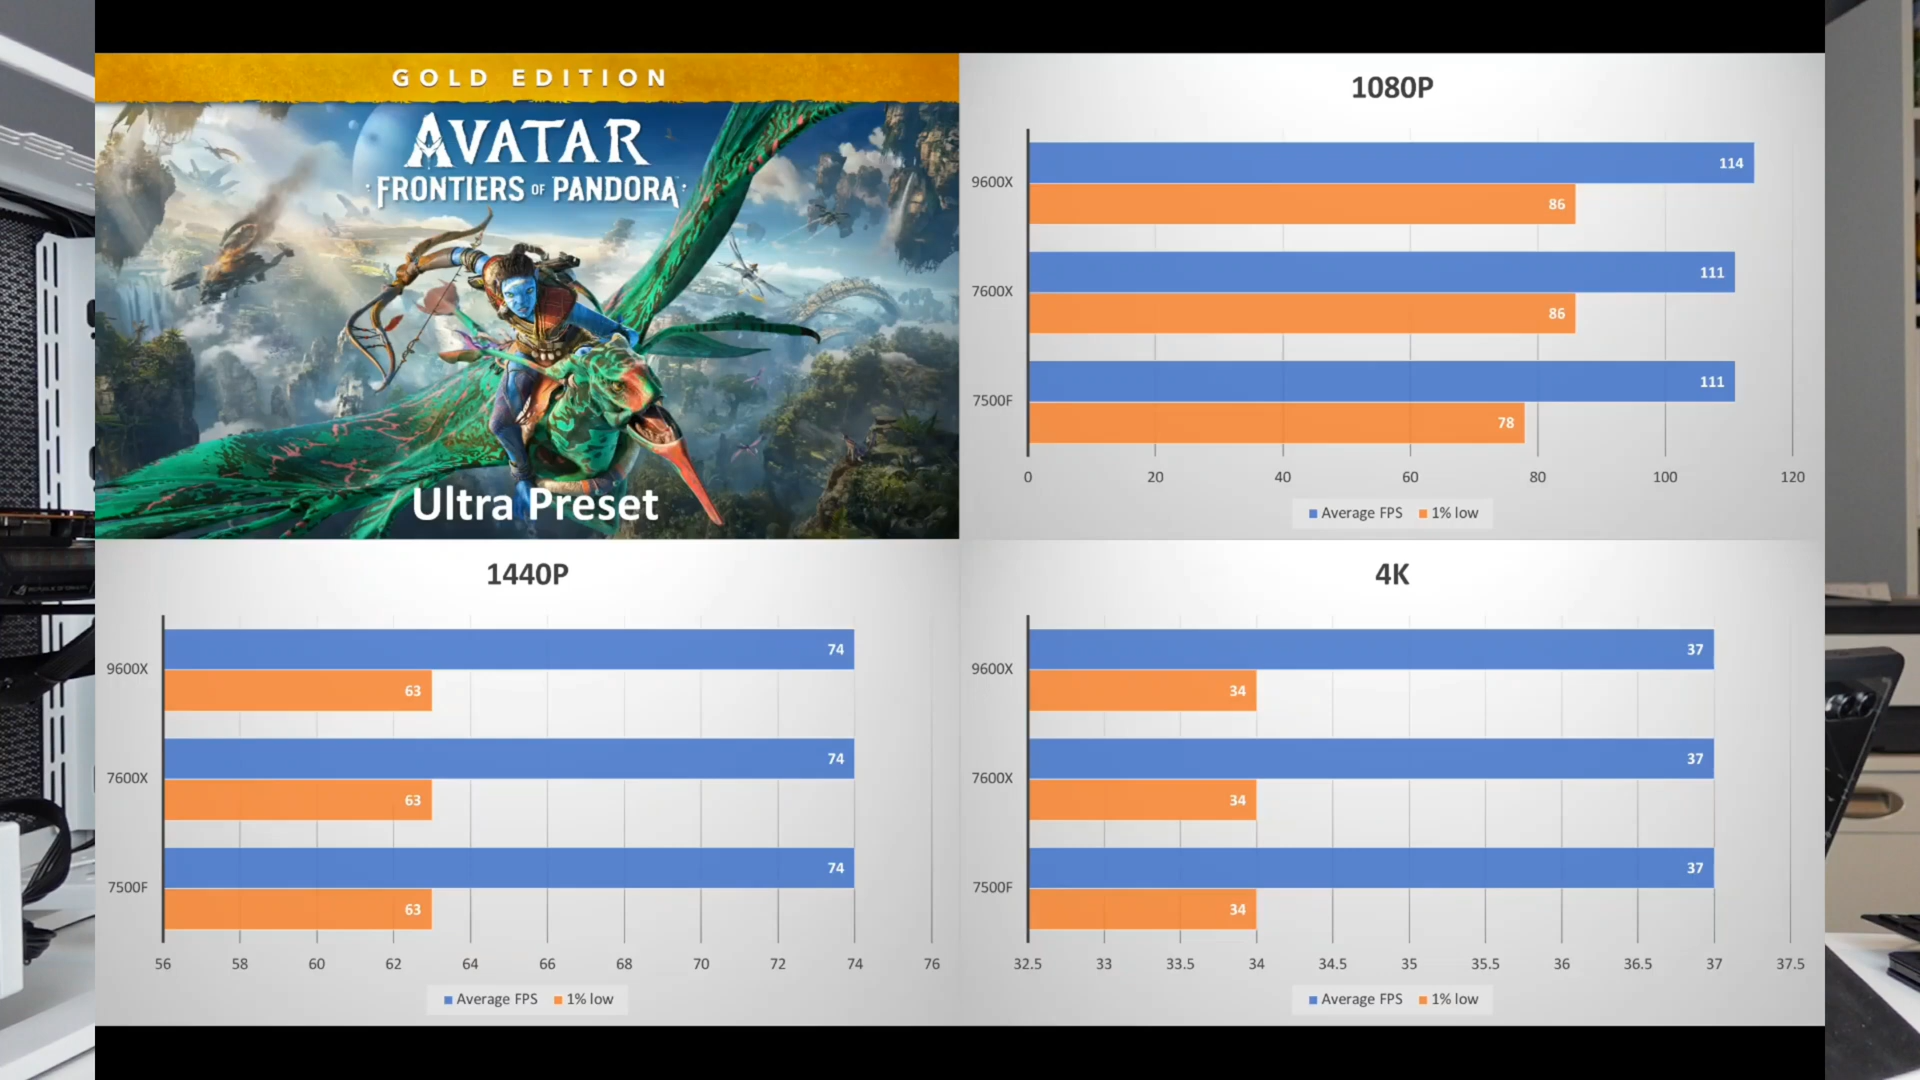 GOLD EDITION
AVATAR
FRONTIERS OF PANDORA
Ultra Preset
1080P
9600X
114
86
7600X
111
86
7500F
111
78
0 20 40 60 80 100 120
Average FPS 1% low
1440P
9600X
74
63
7600X
74
63
7500F
74
63
56 58 60 62 64 66 68 70 72 74 76
Average FPS 1% low
4K
9600X
37
34
7600X
37
34
7500F
37
34
32.5 33 33.5 34 34.5 35 35.5 36 36.5 37 37.5
Average FPS 1% low